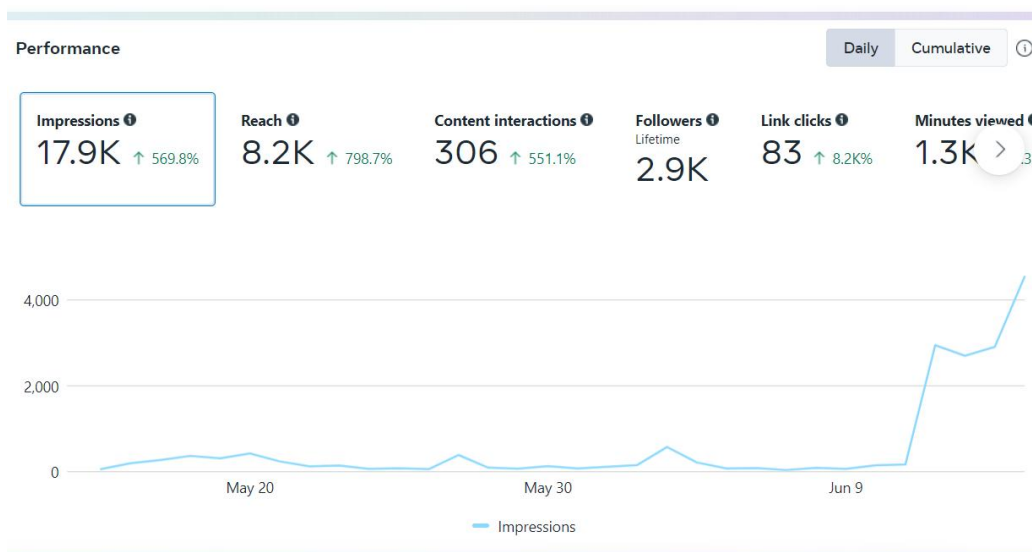 Performance
Daily
Cumulative
Impressions
17.9K ↑ 569.8%
Reach
8.2K ↑ 798.7%
Content interactions
306 ↑ 551.1%
Followers
Lifetime
2.9K
Link clicks
83 ↑ 8.2K%
Minutes viewed
1.3K
4,000
2,000
0
May 20
May 30
Jun 9
Impressions